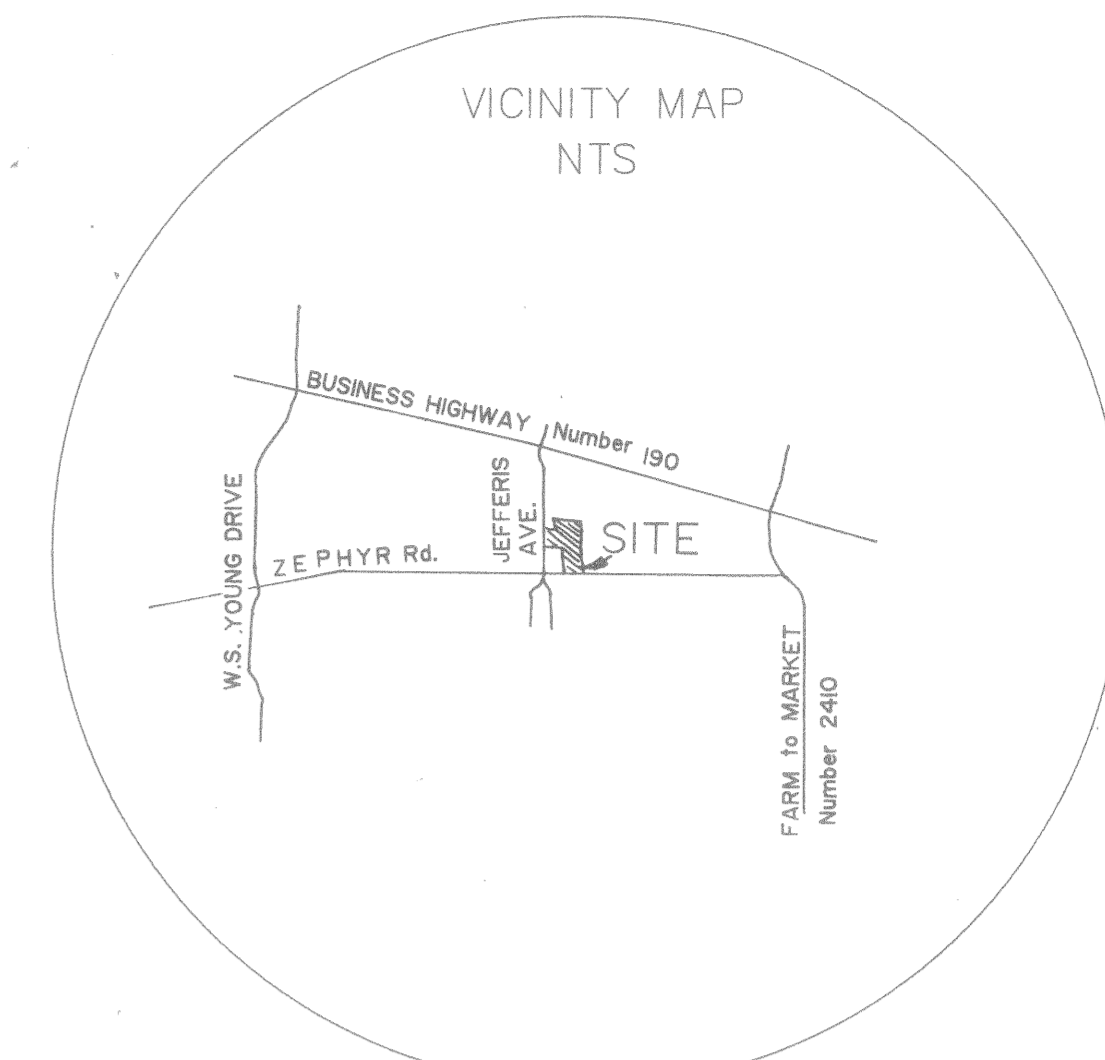 VICINITY MAP
NTS
BUSINESS HIGHWAY Number 190
W.S. YOUNG DRIVE
ZEPHYR Rd.
JEFFERIS
AVE.
SITE
FARM to MARKET
Number 2410